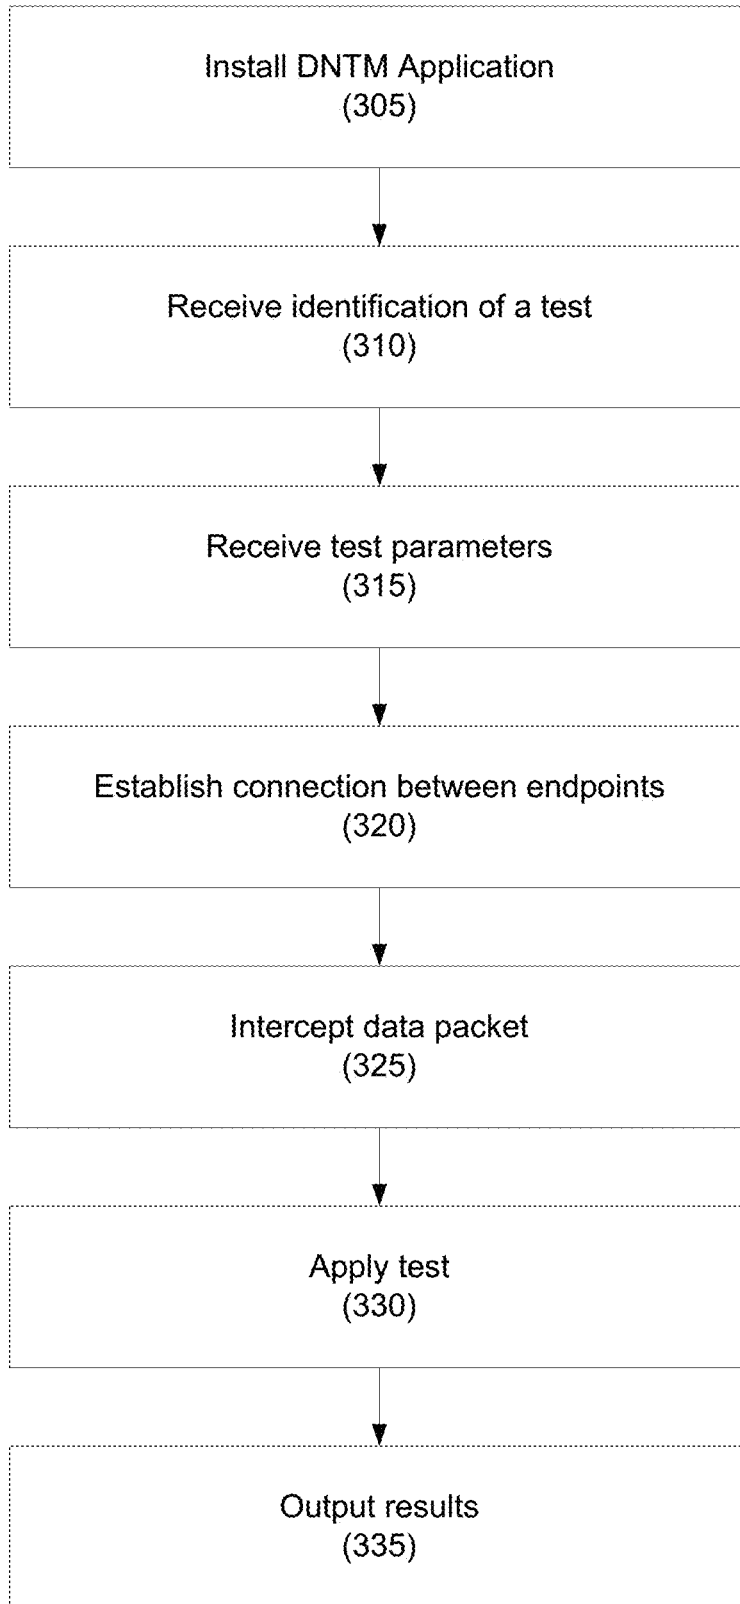 Install DNTM Application
(305)
Receive identification of a test
(310)
Receive test parameters
(315)
Establish connection between endpoints
(320)
Intercept data packet
(325)
Apply test
(330)
Output results
(335)